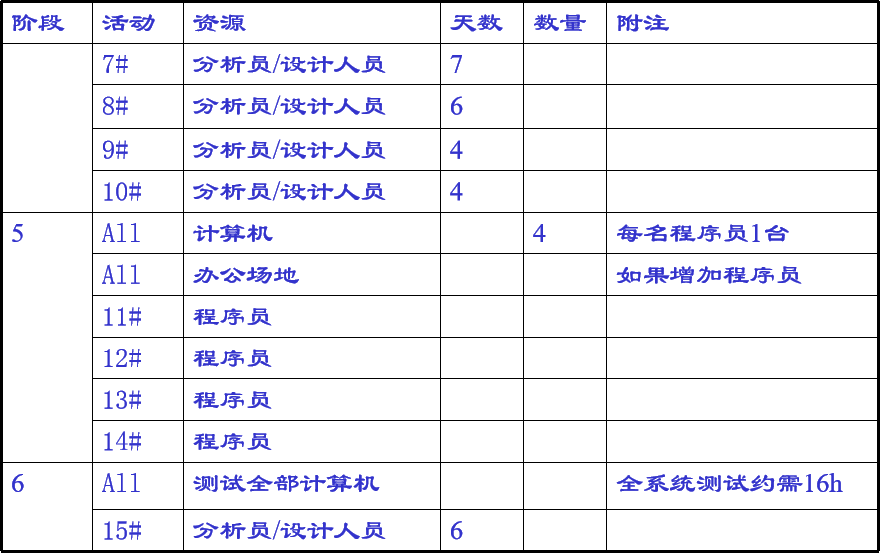 阶段 活动 资源 天数 数量 附注
7# 分析员/设计人员 7
8# 分析员/设计人员 6
9# 分析员/设计人员 4
10# 分析员/设计人员 4
5 All 计算机 4 每名程序员1台
All 办公场地 如果增加程序员
11# 程序员
12# 程序员
13# 程序员
14# 程序员
6 All 测试全部计算机 全系统测试约需16h
15# 分析员/设计人员 6